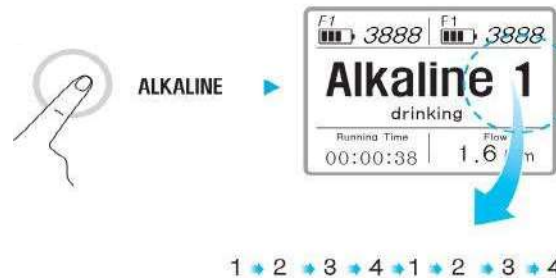 F1 3888 F1 3888
ALKALINE
Alkaline 1
drinking
Running Time Flow
00:00:38 1.6 m
1 2 3 4 1 2 3 4